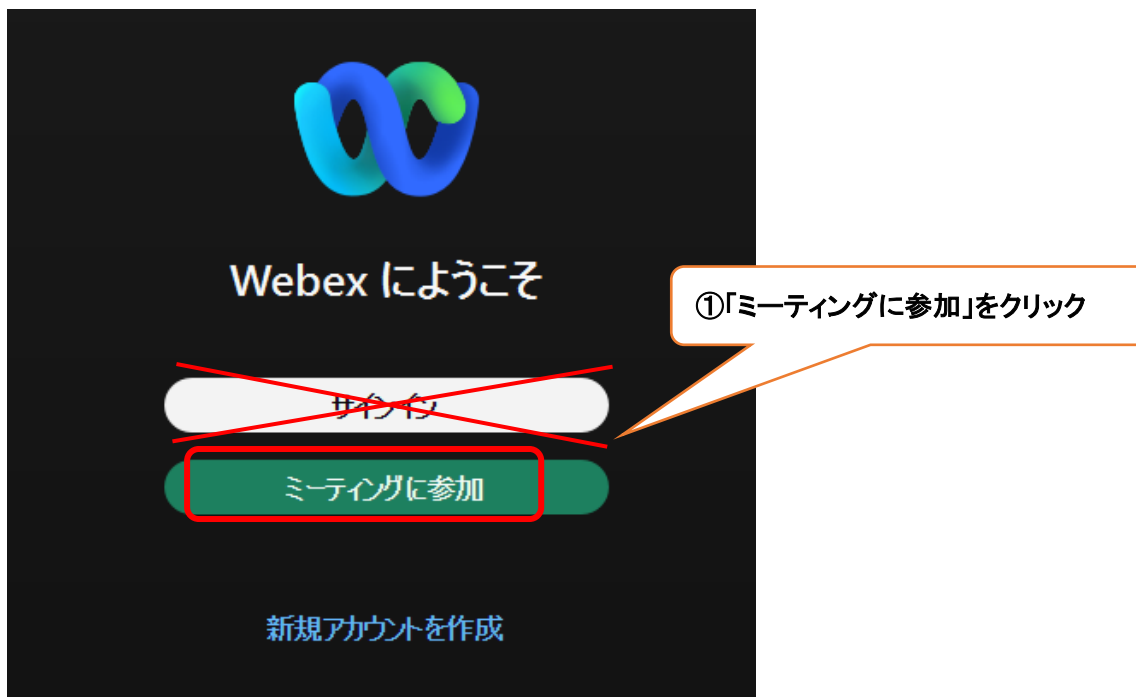 Webex にようこそ
①「ミーティングに参加」をクリック
サインイン
ミーティングに参加
新規アカウントを作成